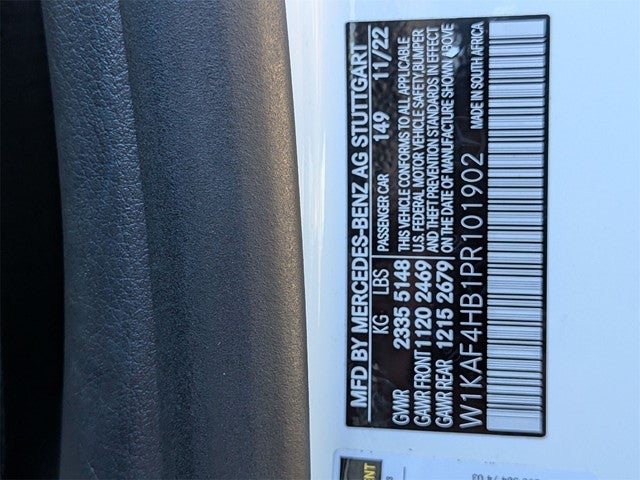 MFD BY MERCEDES-BENZ AG STUTTGART
KG LBS PASSENGER CAR 149 11/22
GVWR 2335 5148 THIS VEHICLE CONFORMS TO ALL APPLICABLE
GAWR FRONT 1120 2469 U.S. FEDERAL MOTOR VEHICLE SAFETY, BUMPER
GAWR REAR 1215 2679 AND THEFT PREVENTION STANDARDS IN EFFECT
ON THE DATE OF MANUFACTURE SHOWN ABOVE
W1KAF4HB1PR101902 MADE IN SOUTH AFRICA